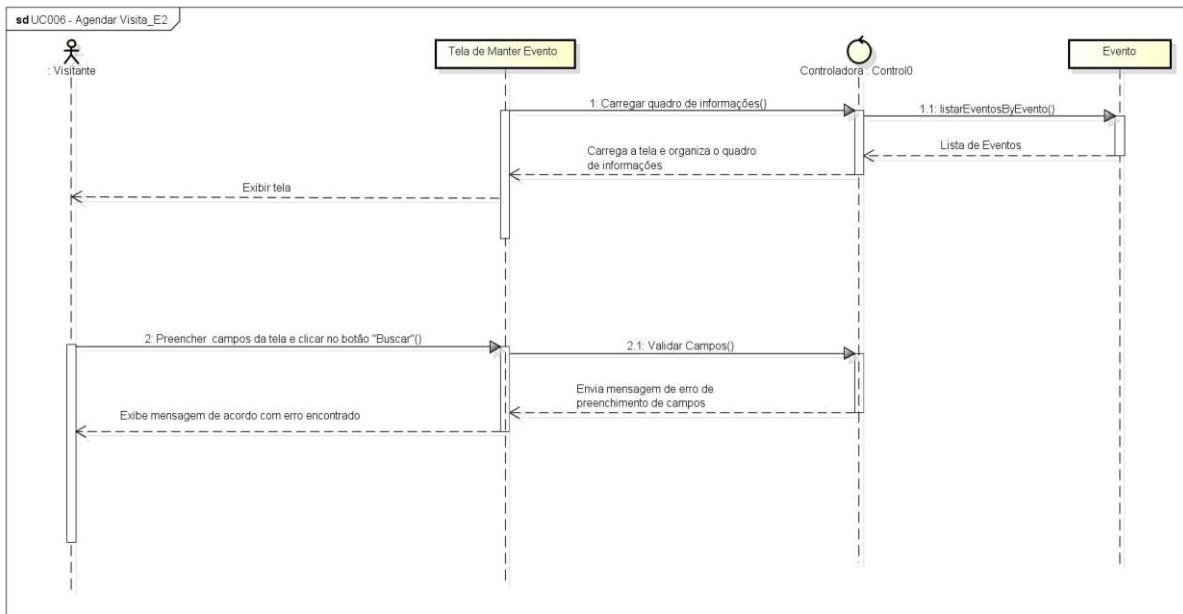 sd UC006 - Agendar Visita_E2
: Visitante
Tela de Manter Evento
Controladora : Control0
Evento
1: Carregar quadro de informações()
1.1: listarEventosByEvento()
Lista de Eventos
Carrega a tela e organiza o quadro
de informações
Exibir tela
2: Preencher campos da tela e clicar no botão "Buscar"()
2.1: Validar Campos()
Envia mensagem de erro de
preenchimento de campos
Exibe mensagem de acordo com erro encontrado